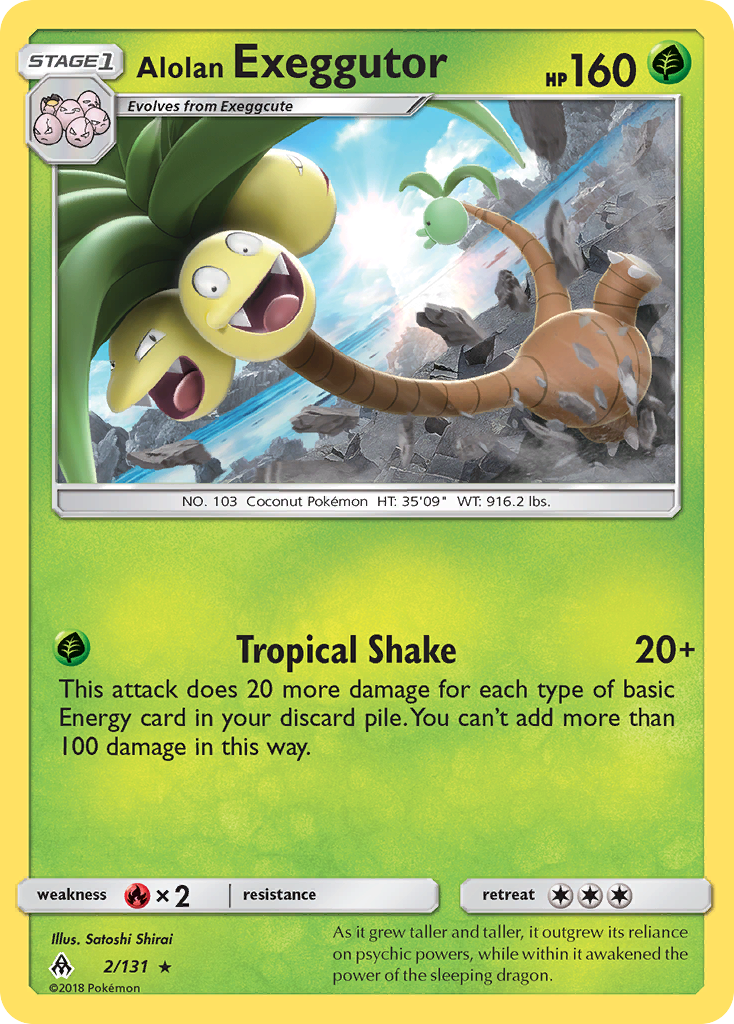 STAGE1
Alolan Exeggutor
HP 160
Evolves from Exeggcute
NO. 103 Coconut Pokémon HT: 35'09" WT: 916.2 lbs.
Tropical Shake 20+
This attack does 20 more damage for each type of basic
Energy card in your discard pile. You can't add more than
100 damage in this way.
weakness ×2 resistance retreat
Illus. Satoshi Shirai
2/131 ★
©2018 Pokémon
As it grew taller and taller, it outgrew its reliance
on psychic powers, while within it awakened the
power of the sleeping dragon.